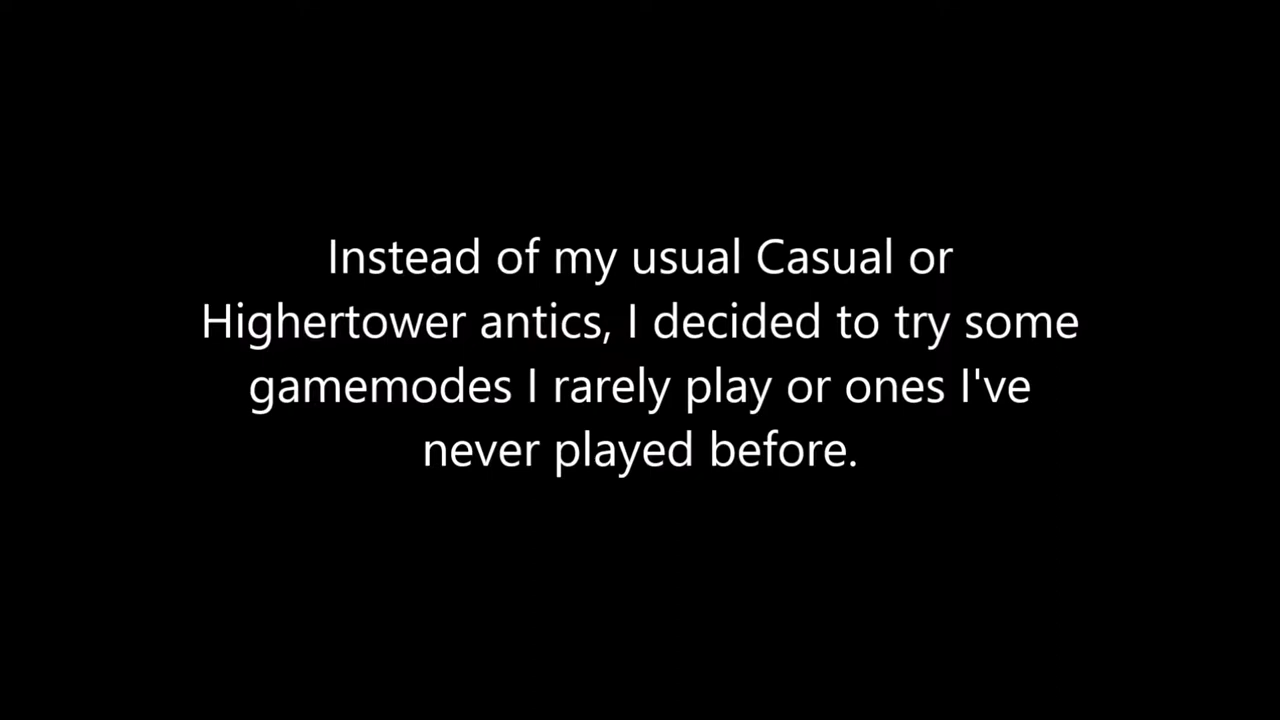 Instead of my usual Casual or
Highertower antics, I decided to try some
gamemodes I rarely play or ones I've
never played before.